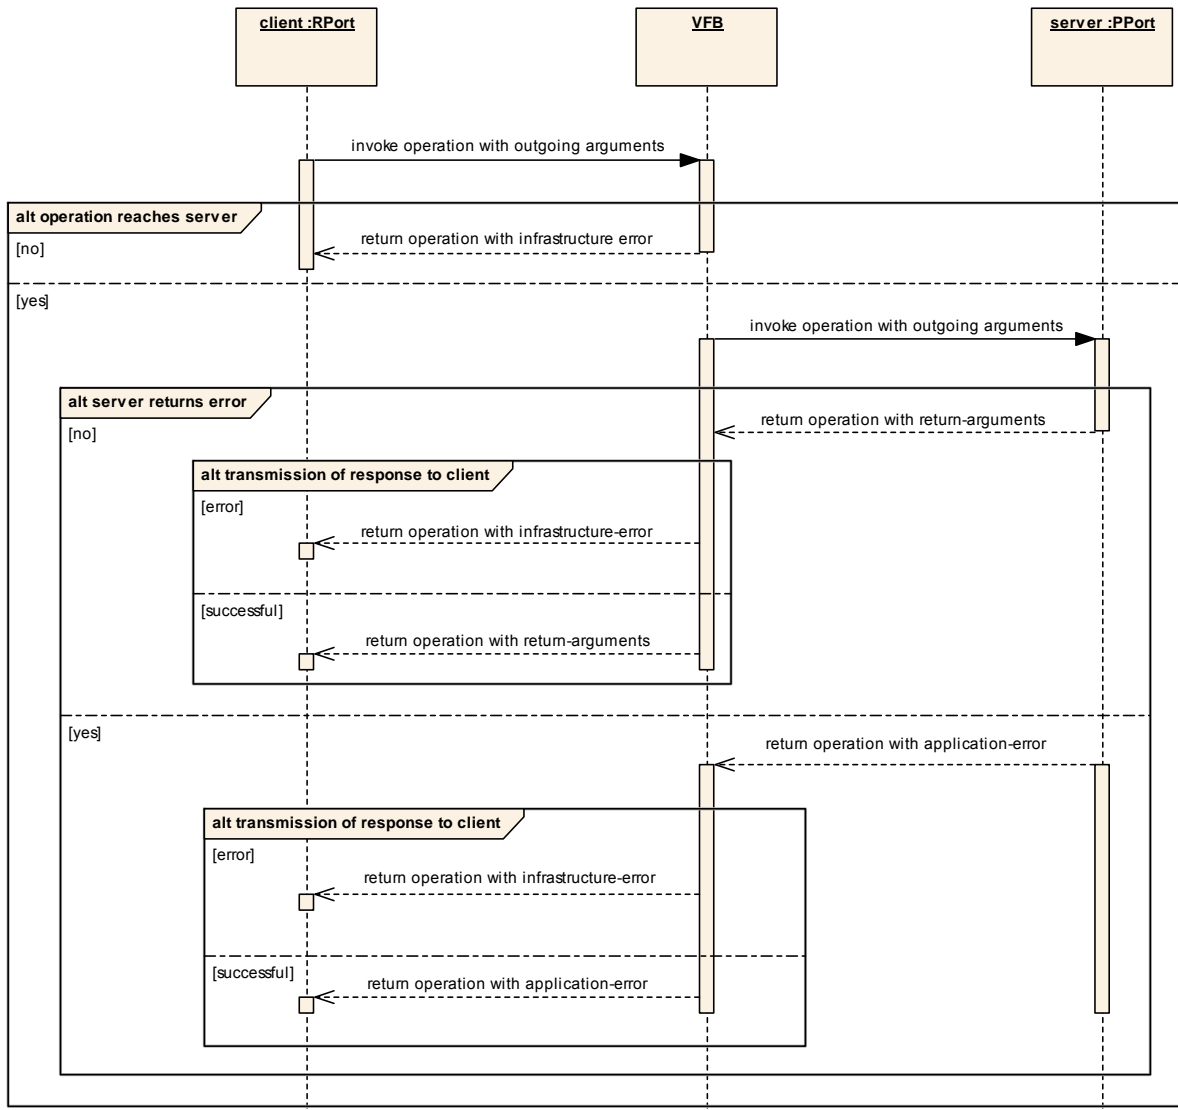 client :RPort
VFB
server :PPort
invoke operation with outgoing arguments
alt operation reaches server
return operation with infrastructure error
[no]
[yes]
invoke operation with outgoing arguments
alt server returns error
return operation with return-arguments
[no]
alt transmission of response to client
[error]
return operation with infrastructure-error
[successful]
return operation with return-arguments
[yes]
return operation with application-error
alt transmission of response to client
[error]
return operation with infrastructure-error
[successful]
return operation with application-error